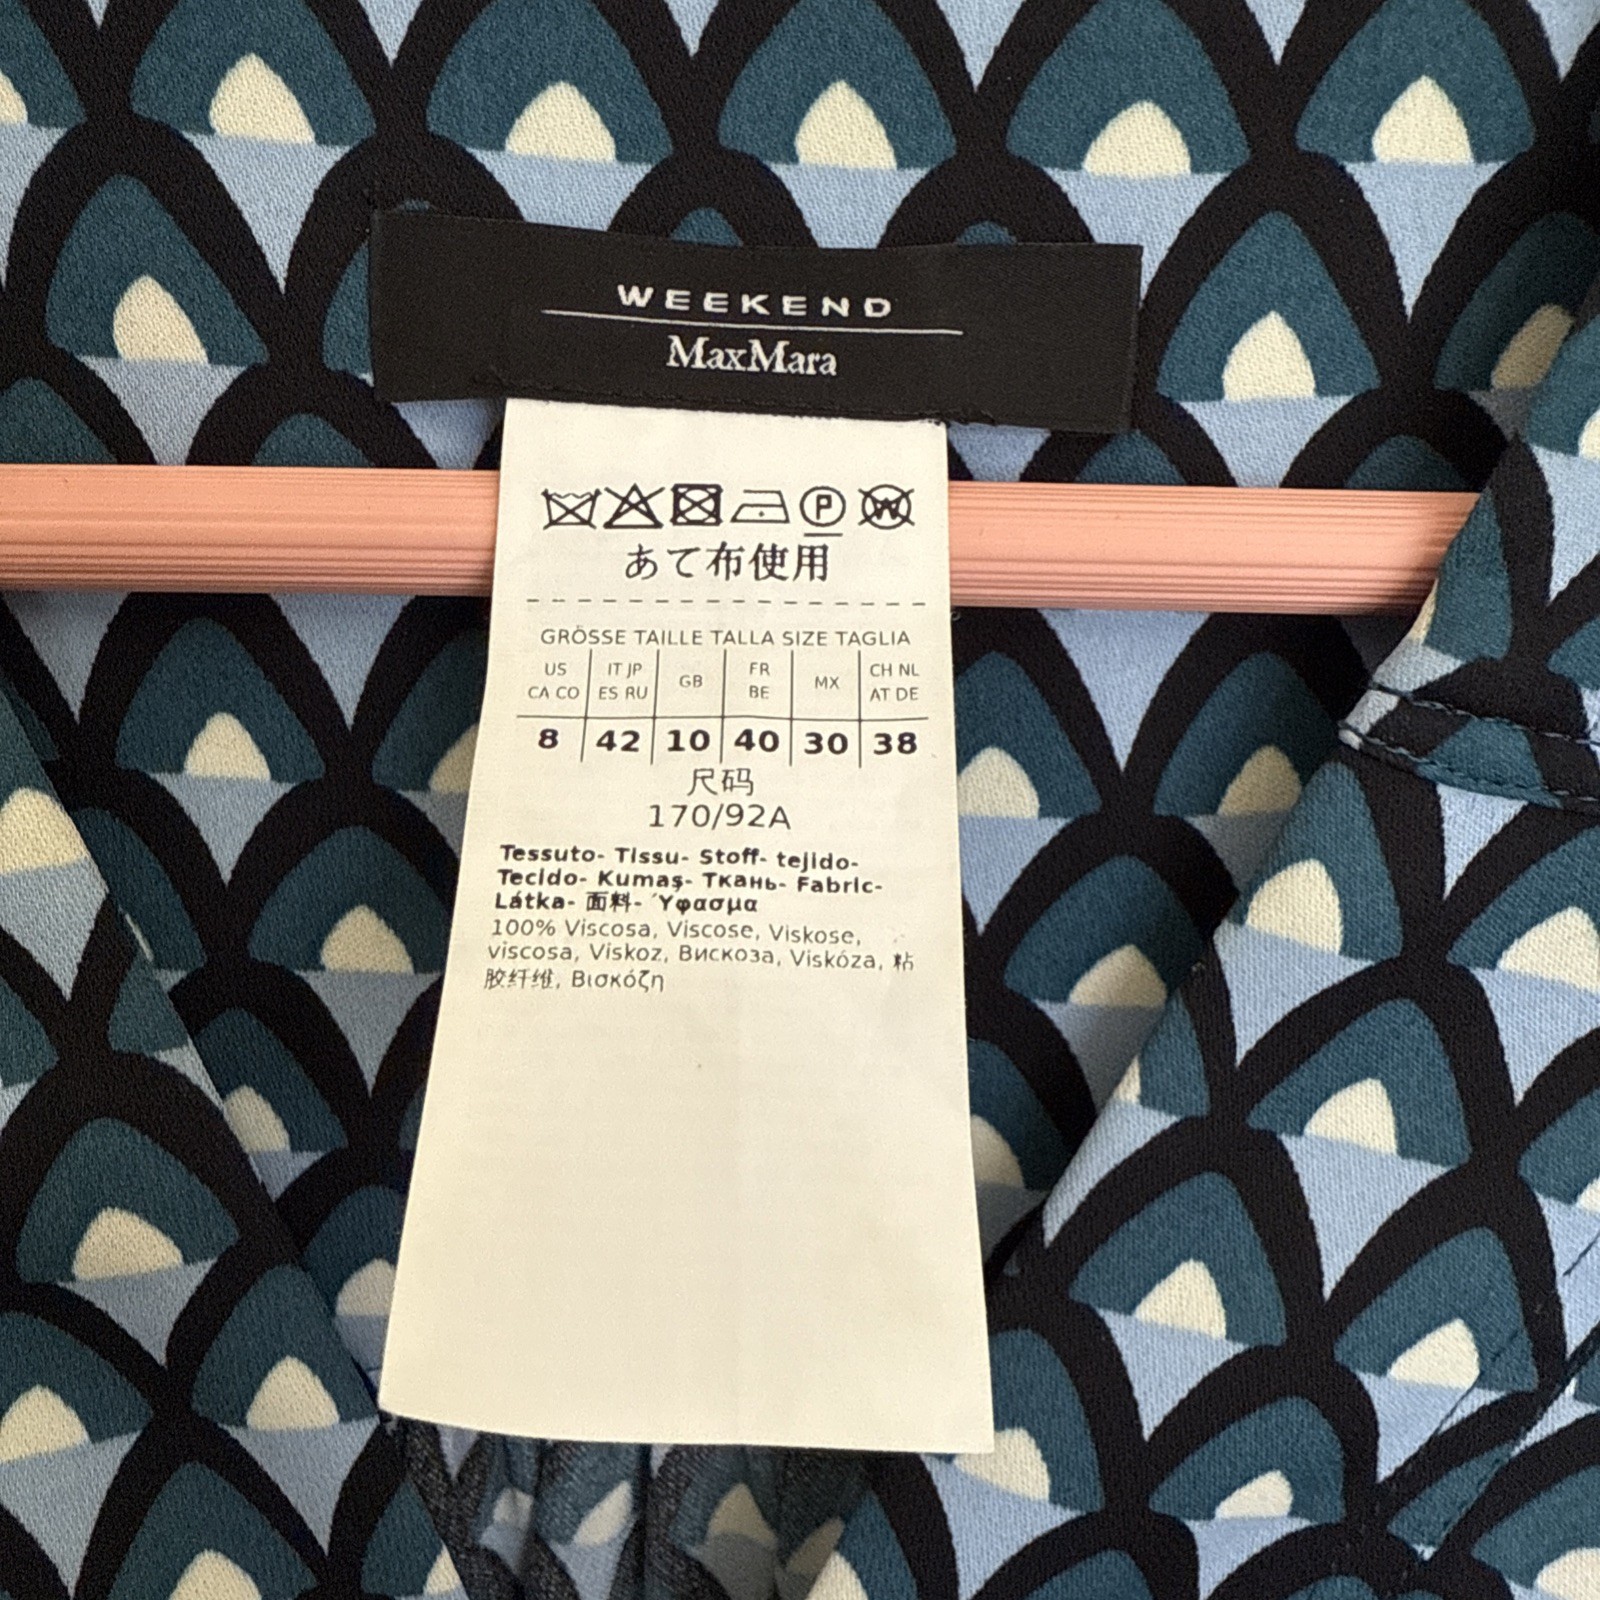 WEEKEND
MaxMara
P W
あて布使用
GRÖSSE TAILLE TALLA SIZE TAGLIA
US IT JP GB FR MX CH NL
CA CO ES RU BE AT DE
8 42 10 40 30 38
尺码
170/92A
Tessuto- Tissu- Stoff- tejido-
Tecido- Kumaş- Ткань- Fabric-
Látka- 面料- Ύφασμα
100% Viscosa, Viscose, Viskose,
viscosa, Viskoz, Вискоза, Viskóza, 粘
胶纤维, Βισκόζη